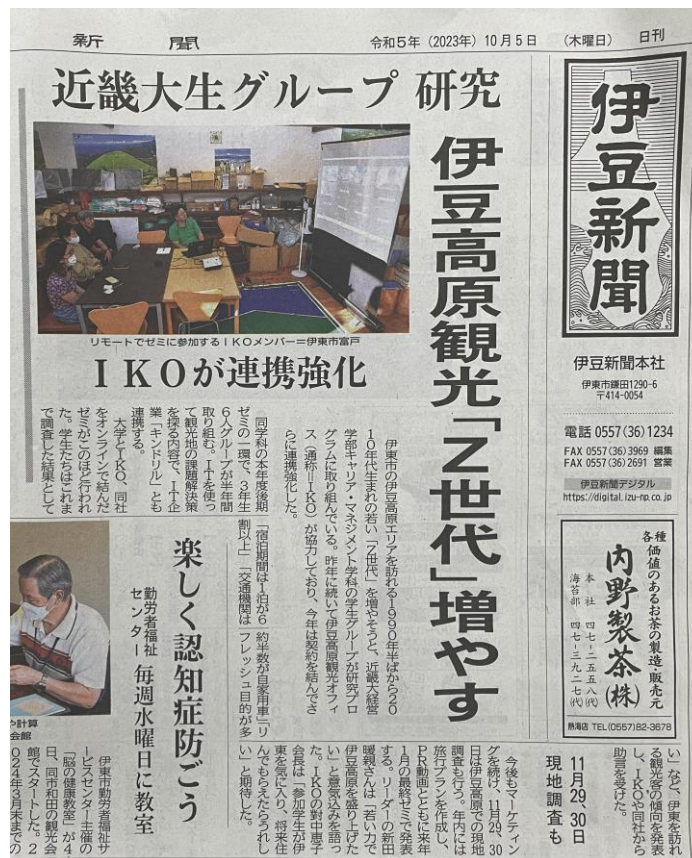 新聞
令和5年(2023年)10月5日
(木曜日)
日刊
伊豆新聞
伊豆新聞本社
伊東市鎌田1290-6
〒414-0054
電話 0557(36)1234
FAX 0557(36)3969 編集
FAX 0557(36)2691 営業
伊豆新聞デジタル
https://digital.izu-np.co.jp
各種
価値のあるお茶の製造・販売元
内野製茶(株)
本社 四七-二五五八(代)
海苔部 四七-三九二七(代)
熱海店 TEL(0557)82-3678
近畿大生グループ 研究
伊豆高原観光「Z世代」増やす
リモートでゼミに参加するIKOメンバー=伊東市富戸
IKOが連携強化
伊東市の伊豆高原エリアを訪れる1990年半ばから20
10年代生まれの若い「Z世代」を増やそうと、近畿大経営
学部キャリア・マネジメント学科の学生グループが研究プロ
グラムに取り組んでいる。昨年に続いて伊豆高原観光オフィ
ス(通称=IKO)が協力しており、今年は契約を結んでさ
らに連携強化した。
同学科の本年度後期
ゼミの一環で、3年生
6人グループが半年間
取り組む。ITを使っ
て観光地の課題解決策
を探る内容で、IT企
業「キンドリル」とも
連携する。
大学とIKO、同社
をオンラインで結んだ
ゼミがこのほど行われ
た。学生たちはこれま
で調査した結果として
「宿泊期間は1泊が6
割以上」「交通機関は
約半数が自家用車」「リ
フレッシュ目的が多
い」など、伊東を訪れ
る観光客の傾向を発表
し、IKOや同社から
助言を受けた。
11月29、30日
現地調査も
今後もマーケティン
グを続け、11月29、30
日は伊豆高原での現地
調査も行う。年内には
旅行プランを作成し、
PR動画とともに来年
1月の最終ゼミで発表
する。リーダーの新田
暖親さんは「若い力で
伊豆高原を盛り上げた
い」と意気込みを語っ
た。IKOの対中恵子
会長は「参加学生が伊
東を気に入り、将来住
んでもらえたらうれし
い」と期待した。
楽しく認知症防ごう
勤労者福祉
センター
毎週水曜日に教室
や計算
会館
伊東市勤労者福祉サ
ービスセンター主催の
「脳の健康教室」が4
日、同市和田の観光会
館でスタートした。2
024年3月末までの